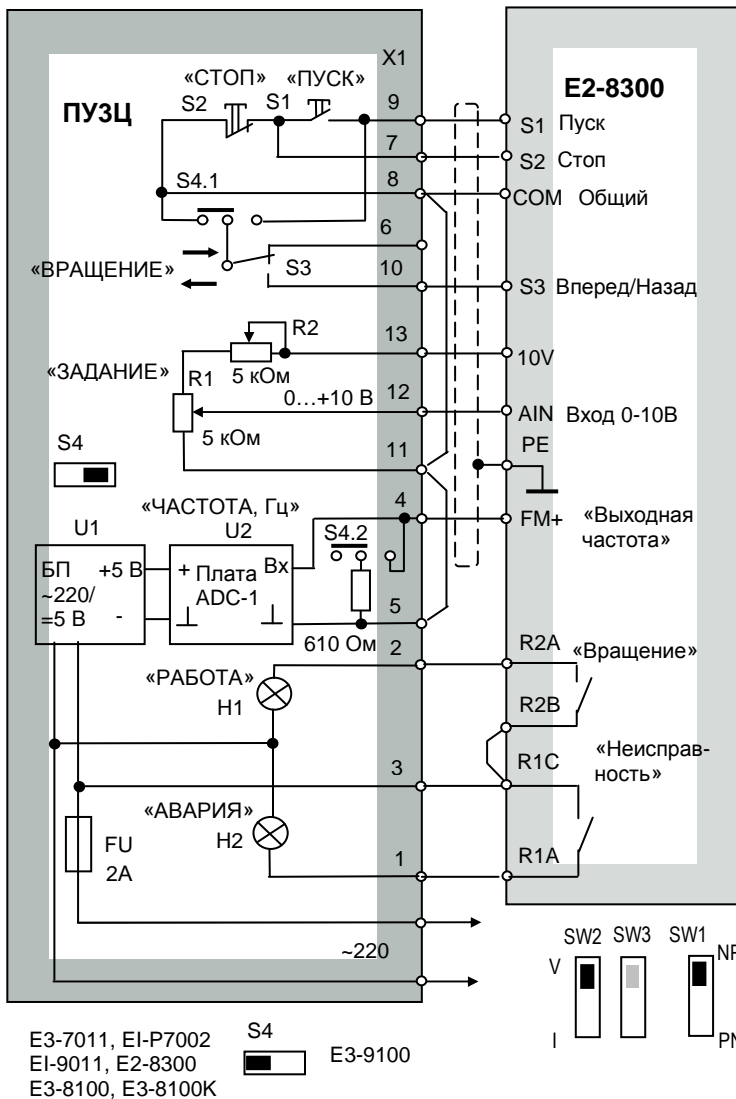 X1
«СТОП» «ПУСК»
E2-8300
ПУ3Ц
S2 S1 9
S1 Пуск
7
S2 Стоп
S4.1 8
COM Общий
6
«ВРАЩЕНИЕ»
S3 10
S3 Вперед/Назад
R2
13
10V
«ЗАДАНИЕ» R1 5 кОм
0…+10 В 12
AIN Вход 0-10В
5 кОм
PE
11
S4
«ЧАСТОТА, Гц» 4
FM+ «Выходная
частота»
U1 U2 S4.2
БП +5 В + Плата Вх
~220/ ADC-1
=5 В - ⊥ ⊥
5
610 Ом
2
R2A «Вращение»
«РАБОТА»
H1
R2B
3
R1C «Неисправ-
ность»
«АВАРИЯ»
FU H2
2А
1
R1A
~220
SW2 SW3 SW1
V NP
I PN
E3-7011, EI-P7002
EI-9011, E2-8300
E3-8100, E3-8100K
S4
E3-9100